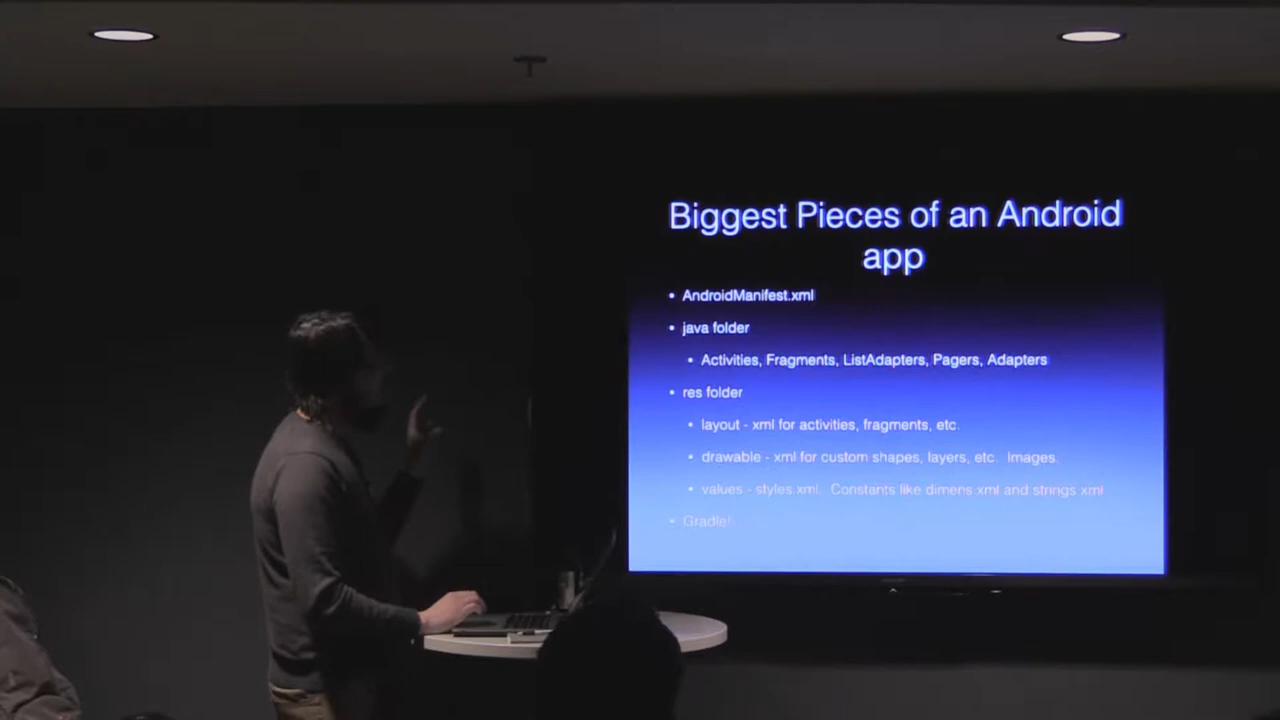 Biggest Pieces of an Android
app
• AndroidManifest.xml
• java folder
• Activities, Fragments, ListAdapters, Pagers, Adapters
• res folder
• layout - xml for activities, fragments, etc.
• drawable - xml for custom shapes, layers, etc. Images.
• values - styles.xml. Constants like dimens.xml and strings.xml
• Gradle!